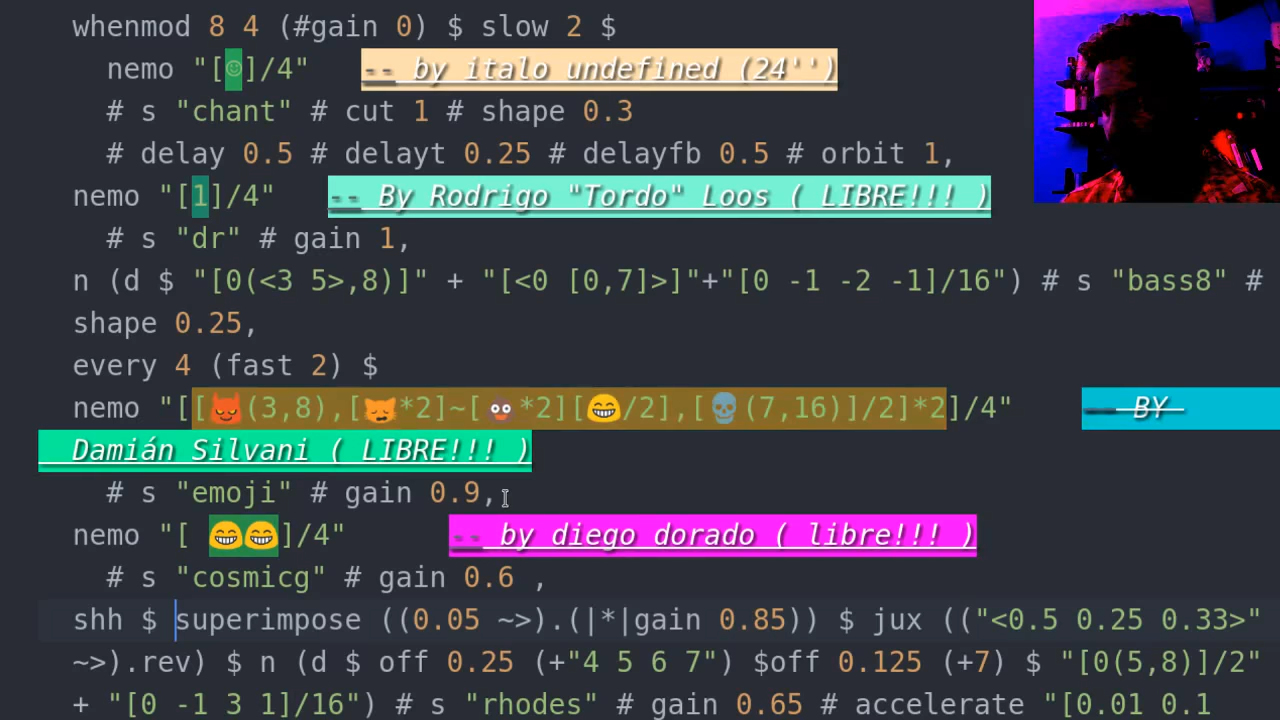 whenmod 8 4 (#gain 0) $ slow 2 $
nemo "[☺]/4" -- by italo undefined (24'')
# s "chant" # cut 1 # shape 0.3
# delay 0.5 # delayt 0.25 # delayfb 0.5 # orbit 1,
nemo "[1]/4" -- By Rodrigo "Tordo" Loos ( LIBRE!!! )
# s "dr" # gain 1,
n (d $ "[0(<3 5>,8)]" + "[<0 [0,7]>]"+"[0 -1 -2 -1]/16") # s "bass8" #
shape 0.25,
every 4 (fast 2) $
nemo "[[😈(3,8),[😿*2]~[💩*2][😁/2],[💀(7,16)]/2]*2]/4" -- BY
Damián Silvani ( LIBRE!!! )
# s "emoji" # gain 0.9,
nemo "[ 😁😁]/4" -- by diego dorado ( libre!!! )
# s "cosmicg" # gain 0.6 ,
shh $ superimpose ((0.05 ~>).(|*|gain 0.85)) $ jux (("<0.5 0.25 0.33>"
~>).rev) $ n (d $ off 0.25 (+"4 5 6 7") $off 0.125 (+7) $ "[0(5,8)]/2"
+ "[0 -1 3 1]/16") # s "rhodes" # gain 0.65 # accelerate "[0.01 0.1